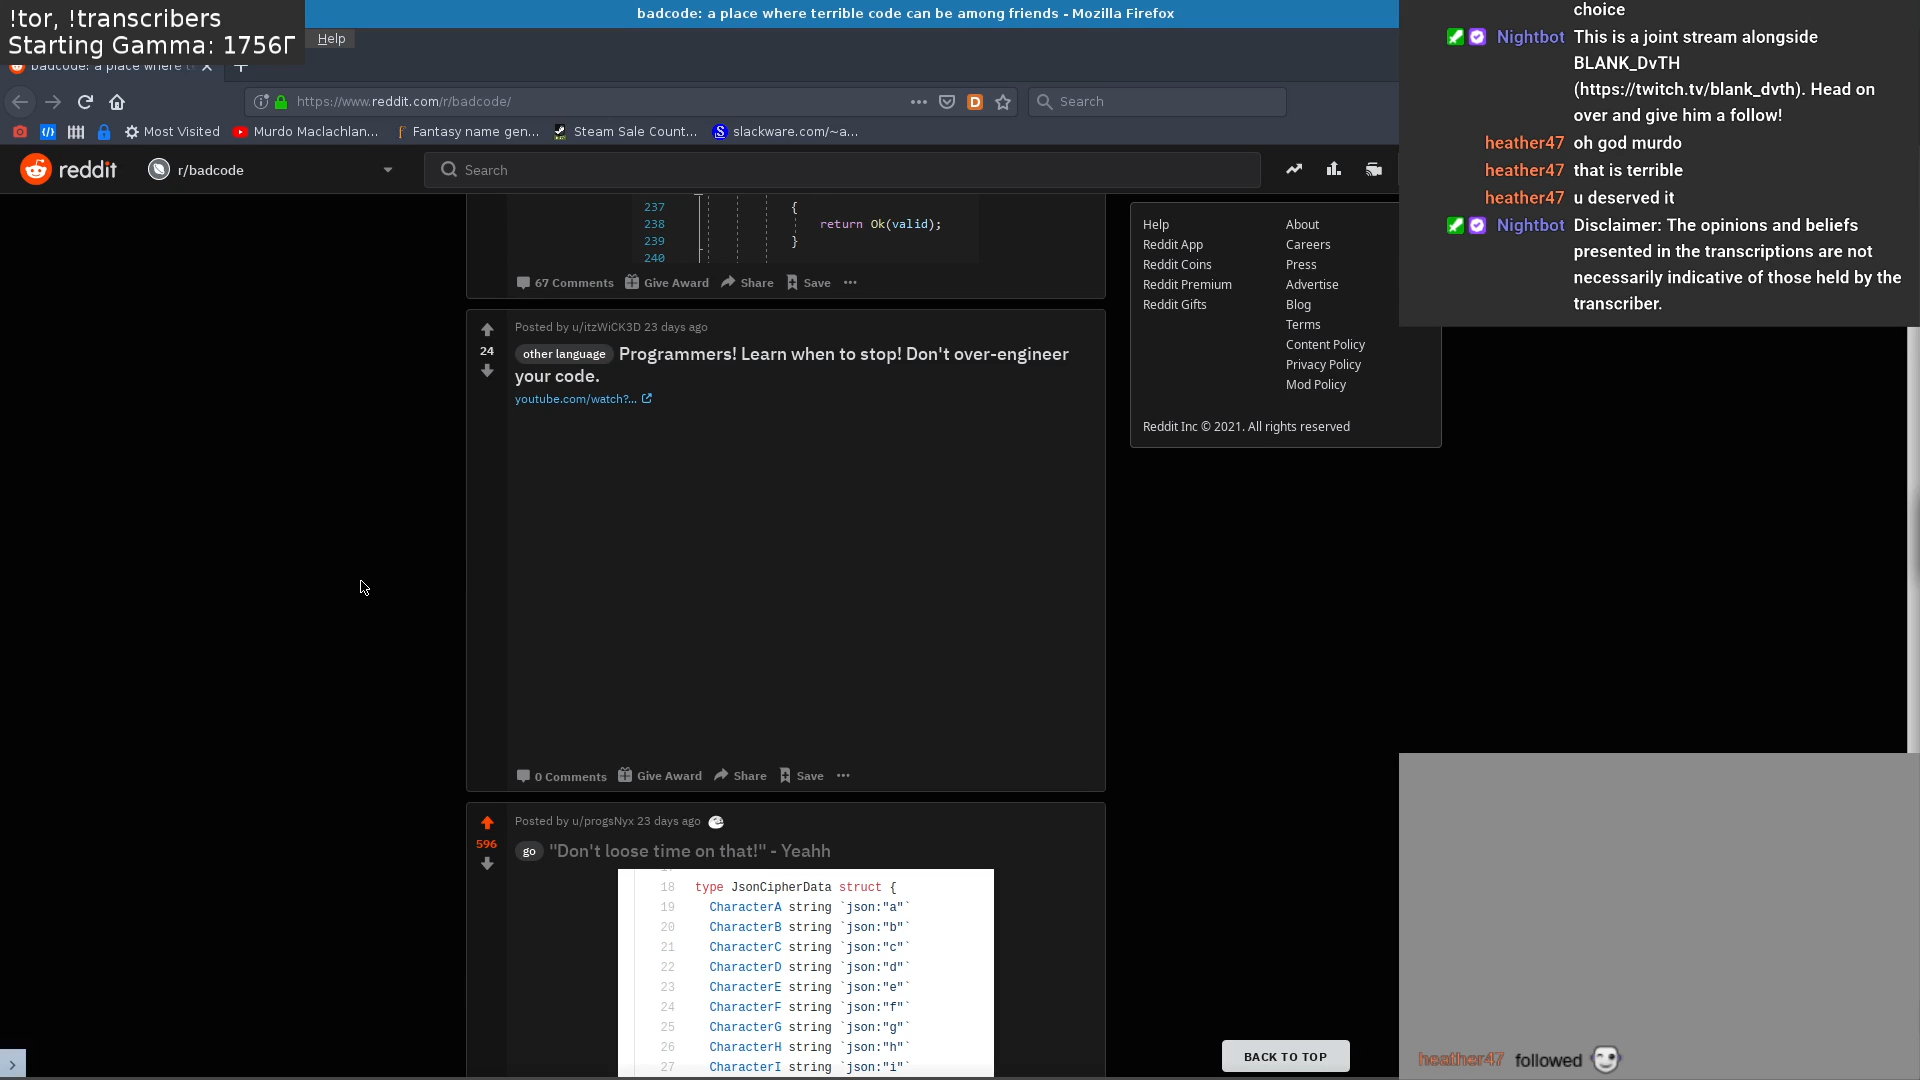 !tor, !transcribers
Starting Gamma: 1756Γ
badcode: a place where terrible code can be among friends - Mozilla Firefox
Help
badcode: a place where t
https://www.reddit.com/r/badcode/
Search
Most Visited
Murdo Maclachlan...
Fantasy name gen...
Steam Sale Count...
slackware.com/~a...
reddit
r/badcode
Search
237 {
238 return Ok(valid);
239 }
240
67 Comments Give Award Share Save
Posted by u/itzWiCK3D 23 days ago
24
other language Programmers! Learn when to stop! Don't over-engineer
your code.
youtube.com/watch?...
0 Comments Give Award Share Save
Posted by u/progsNyx 23 days ago
596
go "Don't loose time on that!" - Yeahh
18 type JsonCipherData struct {
19 CharacterA string `json:"a"`
20 CharacterB string `json:"b"`
21 CharacterC string `json:"c"`
22 CharacterD string `json:"d"`
23 CharacterE string `json:"e"`
24 CharacterF string `json:"f"`
25 CharacterG string `json:"g"`
26 CharacterH string `json:"h"`
27 CharacterI string `json:"i"`
Help About
Reddit App Careers
Reddit Coins Press
Reddit Premium Advertise
Reddit Gifts Blog
Terms
Content Policy
Privacy Policy
Mod Policy
Reddit Inc © 2021. All rights reserved
BACK TO TOP
choice
Nightbot This is a joint stream alongside
BLANK_DvTH
(https://twitch.tv/blank_dvth). Head on
over and give him a follow!
heather47 oh god murdo
heather47 that is terrible
heather47 u deserved it
Nightbot Disclaimer: The opinions and beliefs
presented in the transcriptions are not
necessarily indicative of those held by the
transcriber.
heather47 followed